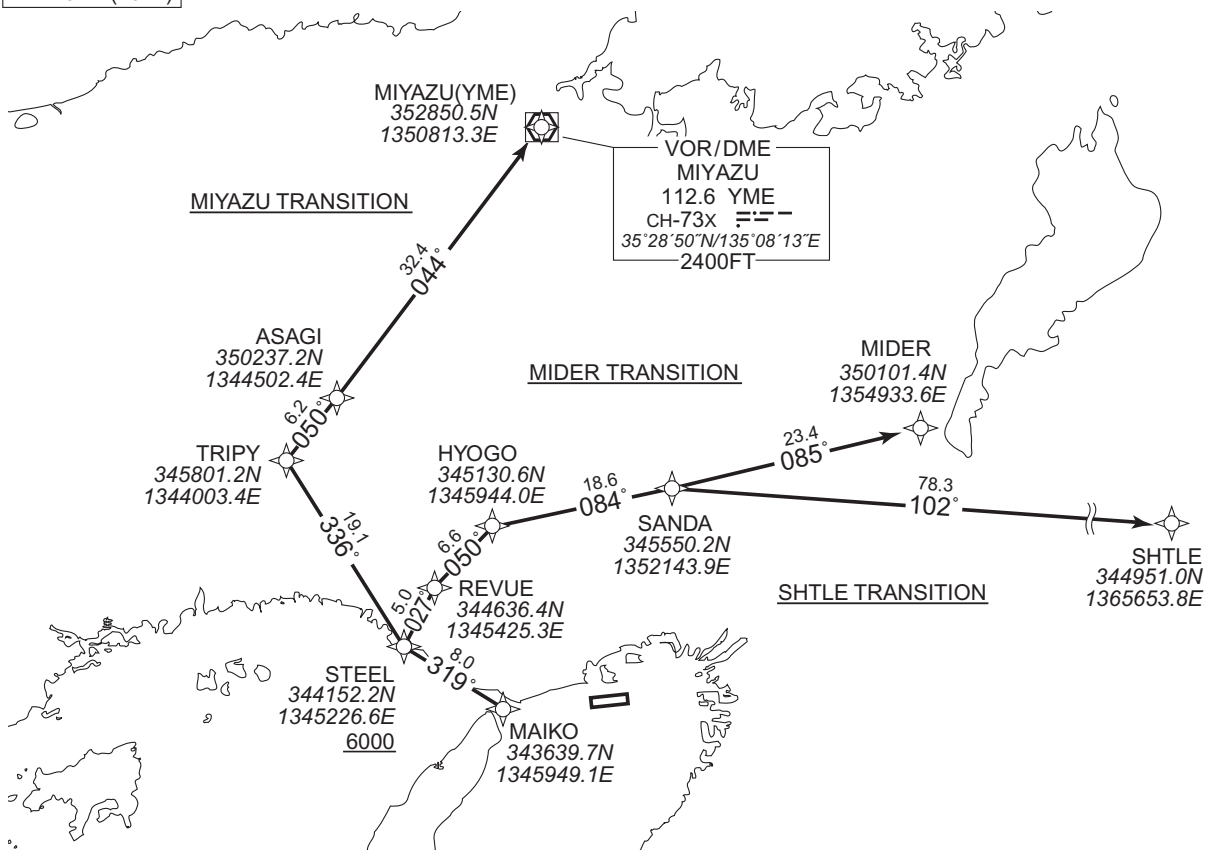 MIYAZU(YME)
352850.5N
1350813.3E
VOR/DME
MIYAZU
112.6 YME
CH-73X
35°28´50˝N/135°08´13˝E
2400FT
MIYAZU TRANSITION
32.4
044°
ASAGI
350237.2N
1344502.4E
6.2
050°
TRIPY
345801.2N
1344003.4E
19.1
336°
MIDER TRANSITION
MIDER
350101.4N
1354933.6E
23.4
085°
HYOGO
345130.6N
1345944.0E
18.6
084°
SANDA
345550.2N
1352143.9E
78.3
102°
SHTLE
344951.0N
1365653.8E
SHTLE TRANSITION
6.6
050°
REVUE
344636.4N
1345425.3E
5.0
027°
STEEL
344152.2N
1345226.6E
6000
8.0
319°
MAIKO
343639.7N
1345949.1E